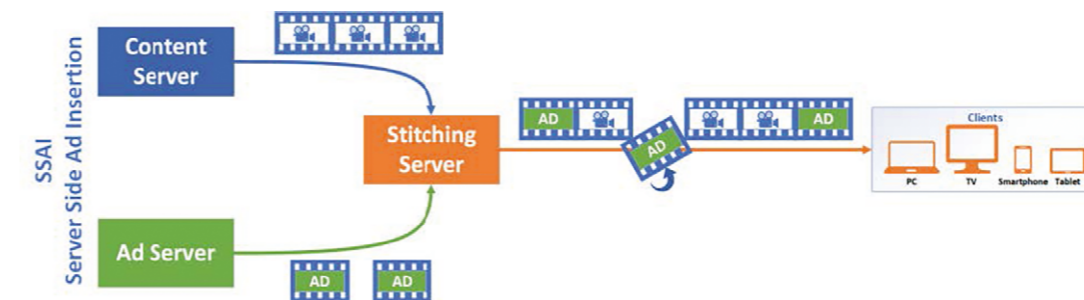 SSAI
Server Side Ad Insertion
Content
Server
Stitching
Server
Ad Server
AD
AD
AD
AD
AD
Clients
PC
TV
Smartphone
Tablet